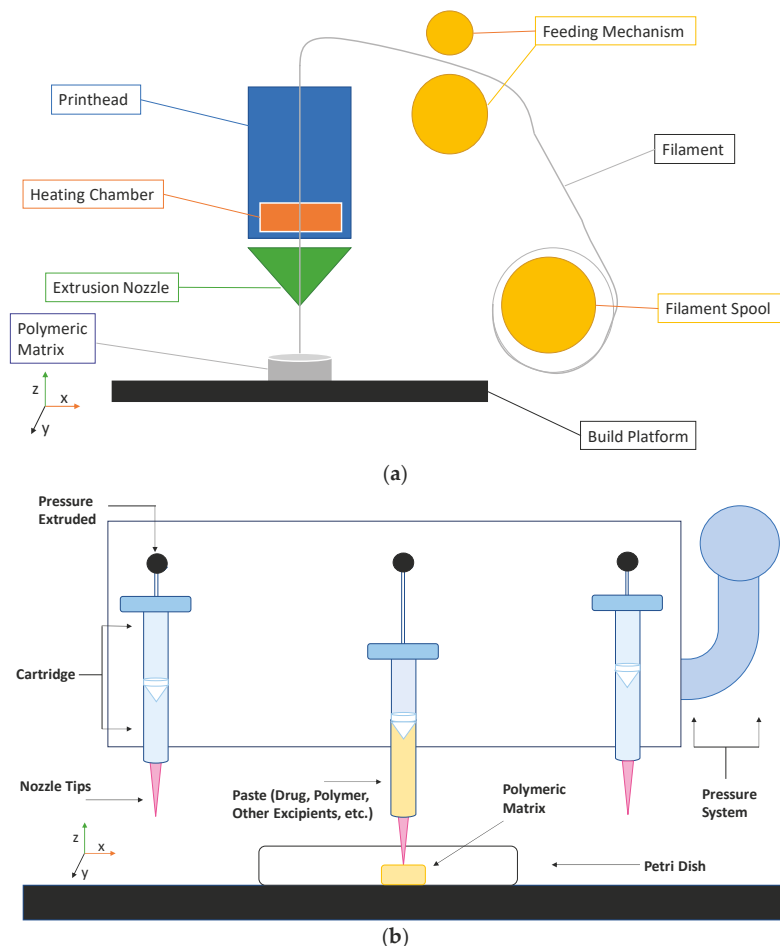 Feeding Mechanism
Printhead
Filament
Heating Chamber
Extrusion Nozzle
Filament Spool
Polymeric
Matrix
z
x
y
Build Platform
(a)
Pressure
Extruded
Cartridge
Nozzle Tips
Paste (Drug, Polymer,
Other Excipients, etc.)
Polymeric
Matrix
Pressure
System
z
x
y
Petri Dish
(b)